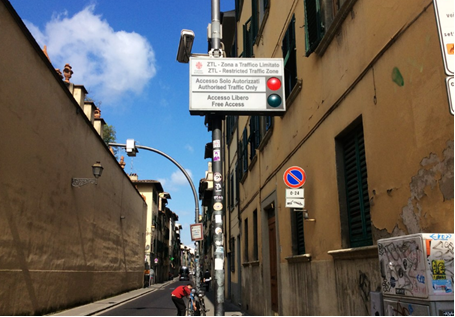 ZTL - Zona a Traffico Limitato
ZTL - Restricted Traffic Zone
Accesso Solo Autorizzati
Authorised Traffic Only
Accesso Libero
Free Access
0-24